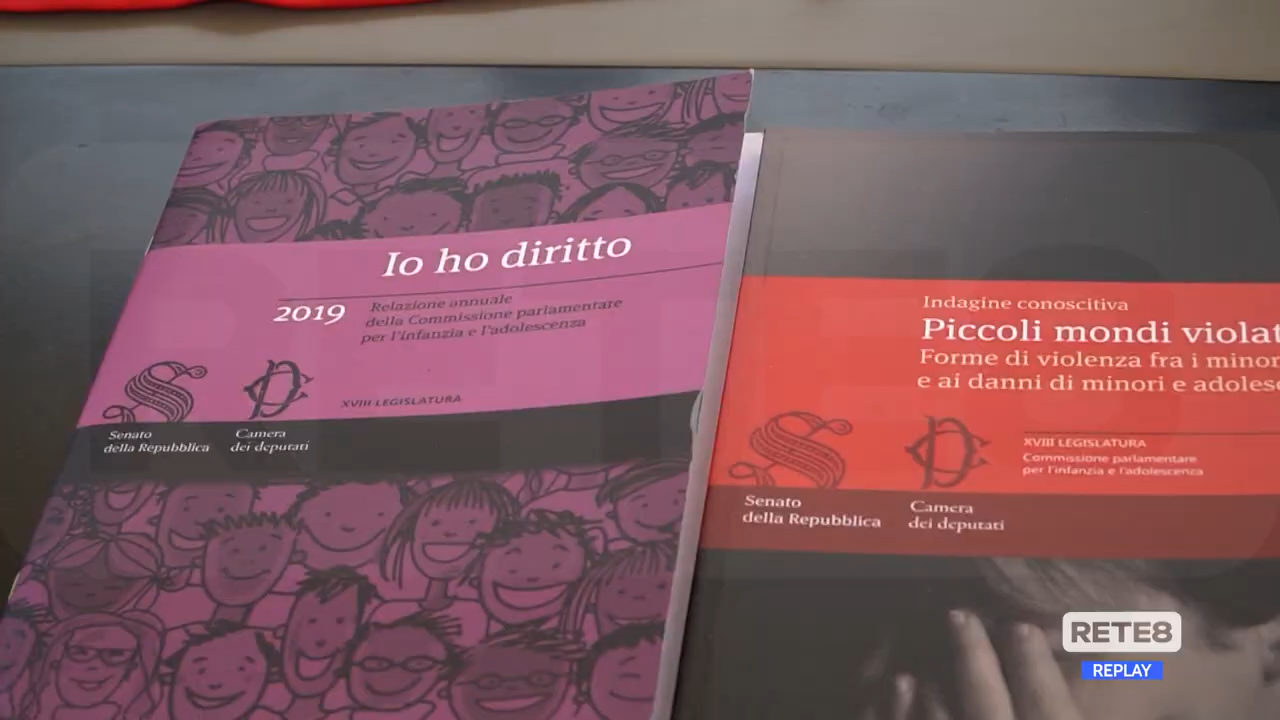 Io ho diritto
2019
Relazione annuale
della Commissione parlamentare
per l'infanzia e l'adolescenza
XVIII LEGISLATURA
Senato
della Repubblica
Camera
dei deputati
Indagine conoscitiva
Piccoli mondi violat
Forme di violenza fra i minor
e ai danni di minori e adolesc
XVIII LEGISLATURA
Commissione parlamentare
per l'infanzia e l'adolescenza
Senato
della Repubblica
Camera
dei deputati
RETE8
REPLAY